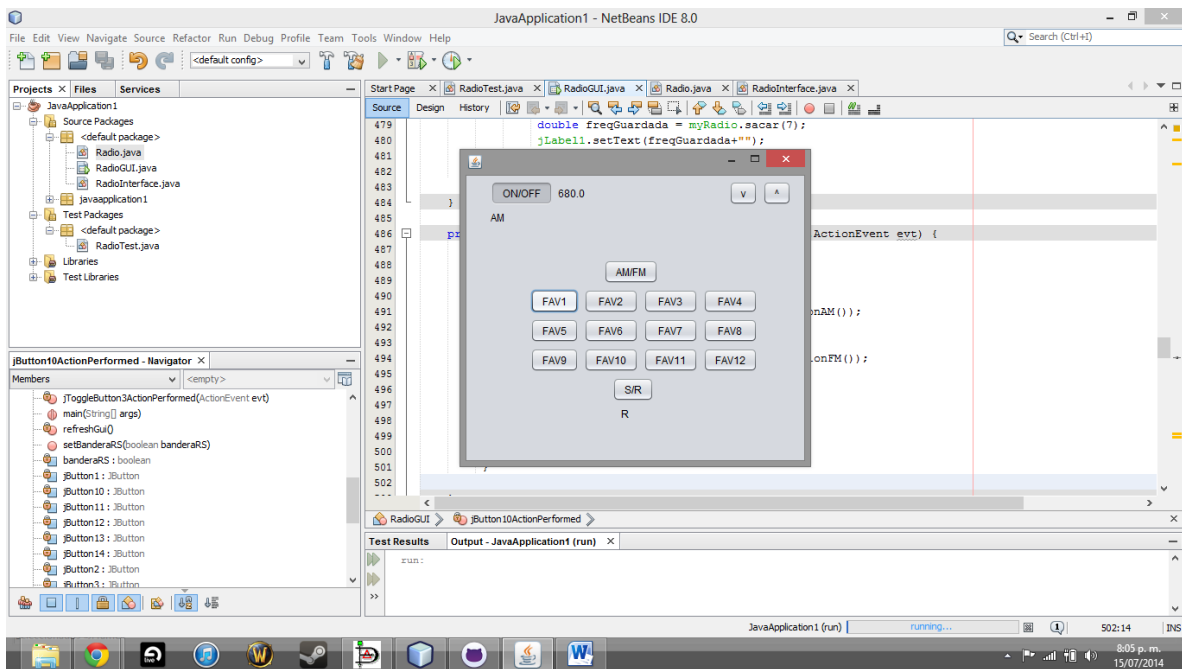 JavaApplication1 - NetBeans IDE 8.0
File Edit View Navigate Source Refactor Run Debug Profile Team Tools Window Help
Search (Ctrl+I)
<default config>
Projects Files Services
JavaApplication1
Source Packages
<default package>
Radio.java
RadioGUI.java
RadioInterface.java
javaapplication1
Test Packages
<default package>
RadioTest.java
Libraries
Test Libraries
Start Page RadioTest.java RadioGUI.java Radio.java RadioInterface.java
Source Design History
479 double freqGuardada = myRadio.sacar(7);
480 jLabel1.setText(freqGuardada+"");
481
482
483
484 }
485
486 pr ActionEvent evt) {
487
488
489
490
491 nAM());
492
493
494 onFM());
495
496
497
498
499
500
501 }
502
ON/OFF 680.0 v ^
AM
AM/FM
FAV1 FAV2 FAV3 FAV4
FAV5 FAV6 FAV7 FAV8
FAV9 FAV10 FAV11 FAV12
S/R
R
jButton10ActionPerformed - Navigator
Members <empty>
jToggleButton3ActionPerformed(ActionEvent evt)
main(String[] args)
refreshGui()
setBanderaRS(boolean banderaRS)
banderaRS : boolean
jButton1 : JButton
jButton10 : JButton
jButton11 : JButton
jButton12 : JButton
jButton13 : JButton
jButton14 : JButton
jButton2 : JButton
jButton3 : JButton
RadioGUI jButton10ActionPerformed
Test Results Output - JavaApplication1 (run)
run:
JavaApplication1 (run) running... 1 502:14 INS
live
8:05 p. m.
15/07/2014